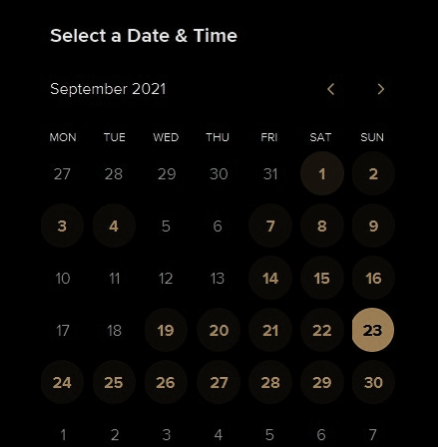 Select a Date & Time
September 2021
MON TUE WED THU FRI SAT SUN
27 28 29 30 31 1 2
3 4 5 6 7 8 9
10 11 12 13 14 15 16
17 18 19 20 21 22 23
24 25 26 27 28 29 30
1 2 3 4 5 6 7